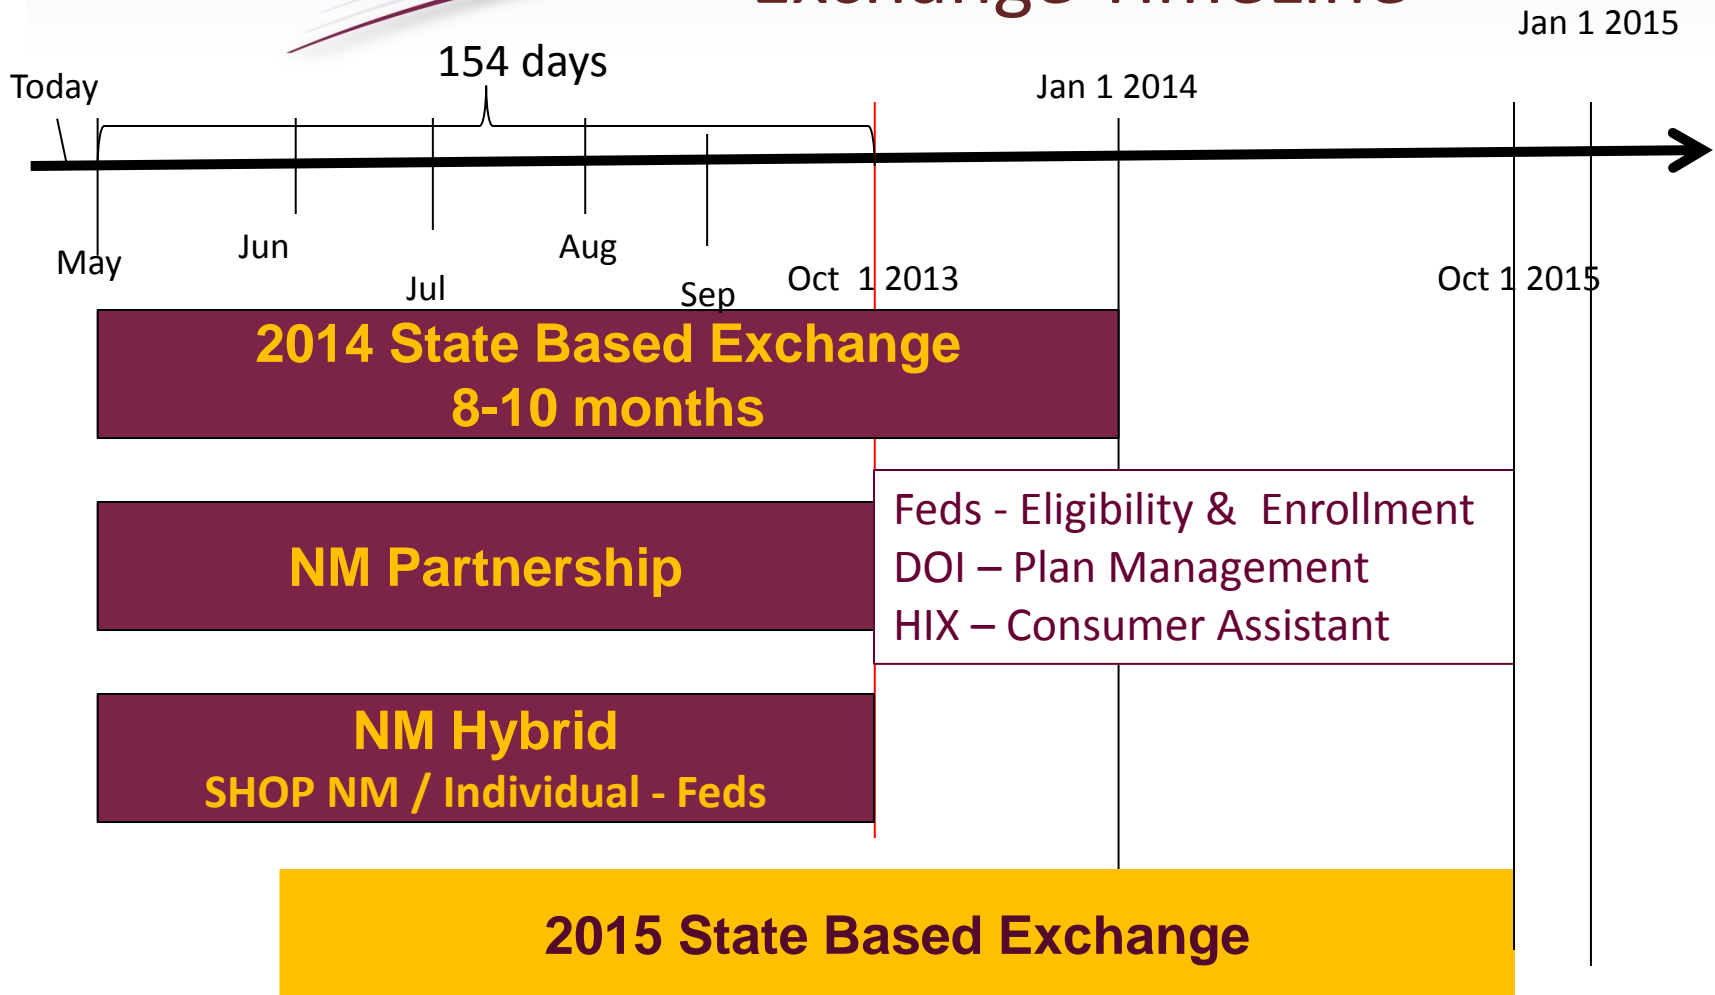 Exchange TimeLine
Jan 1 2015
154 days
Today
Jan 1 2014
May
Jun
Jul
Aug
Sep
Oct 1 2013
Oct 1 2015
2014 State Based Exchange
8-10 months
NM Partnership
Feds - Eligibility & Enrollment
DOI – Plan Management
HIX – Consumer Assistant
NM Hybrid
SHOP NM / Individual - Feds
2015 State Based Exchange